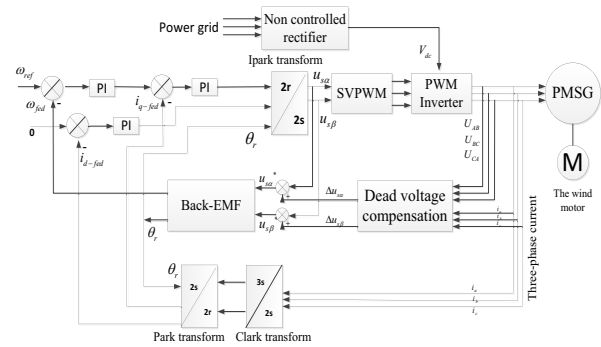 Power grid
Non controlled
rectifier
V_dc
Ipark transform
ω_ref
ω_fed
-
PI
i_q-fed
-
PI
2r
2s
u_sα
u_sβ
SVPWM
PWM
Inverter
PMSG
0
-
i_d-fed
PI
θ_r
U_AB
U_BC
U_CA
M
The wind
motor
Back-EMF
u_sα*
u_sβ*
+
+
Δu_sα
Δu_sβ
Dead voltage
compensation
θ_r
Three-phase current
θ_r
2s
2r
3s
2s
i_a
i_b
i_c
Park transform
Clark transform